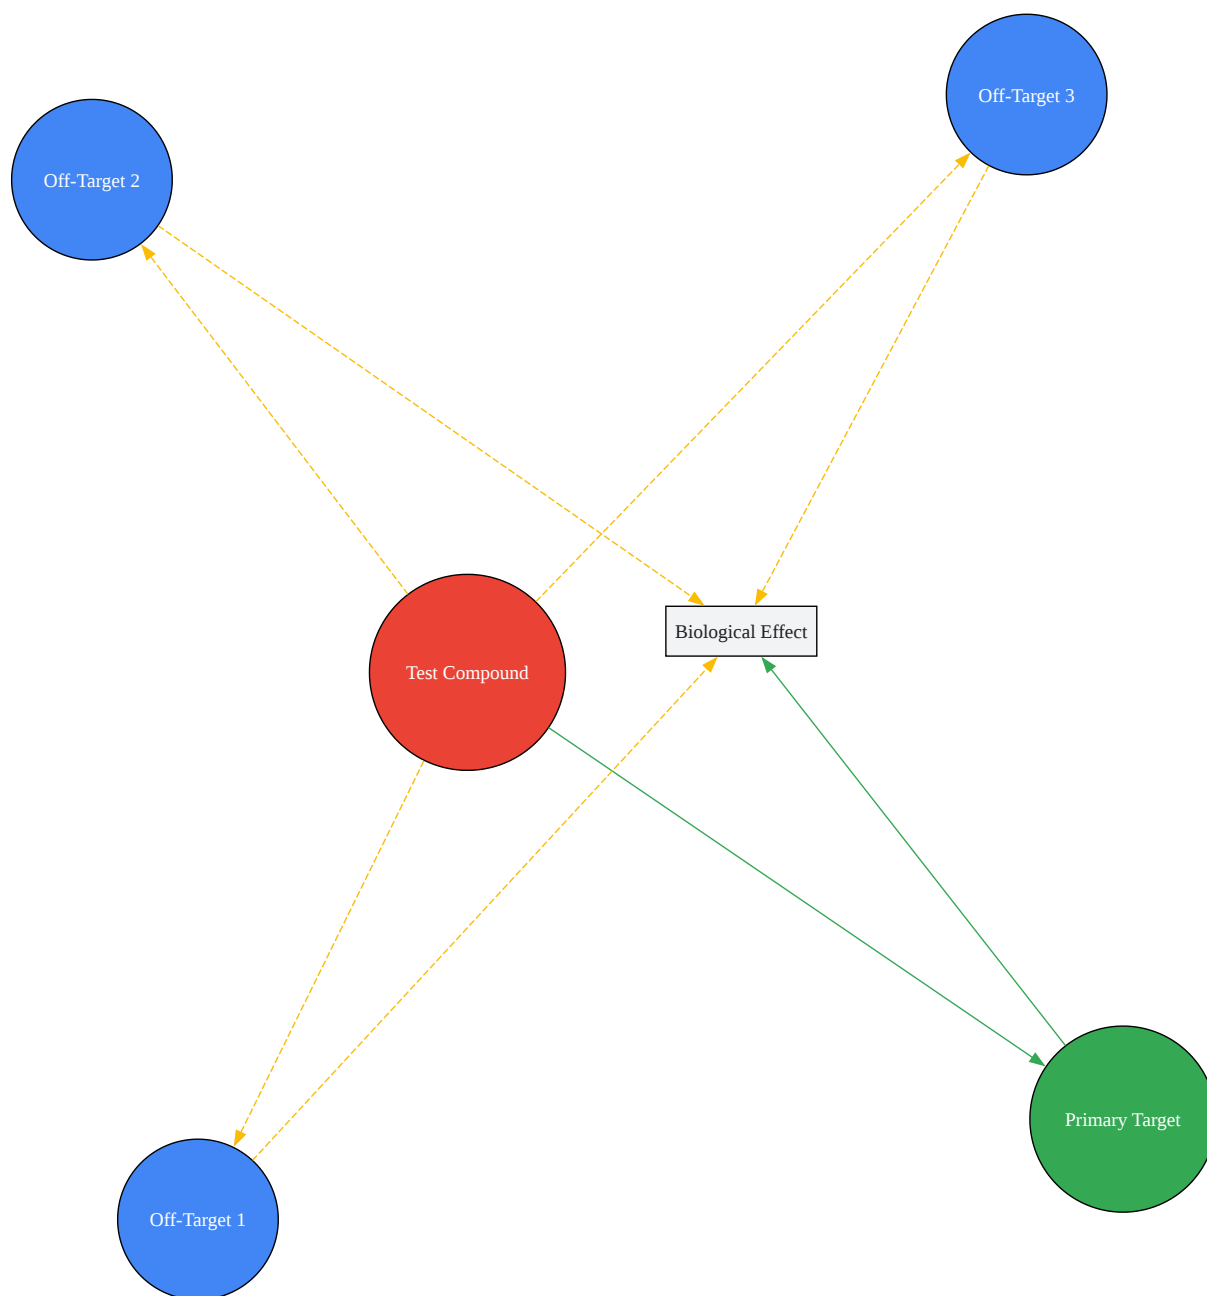 Off-Target 3
Off-Target 2
Biological Effect
Test Compound
Primary Target
Off-Target 1